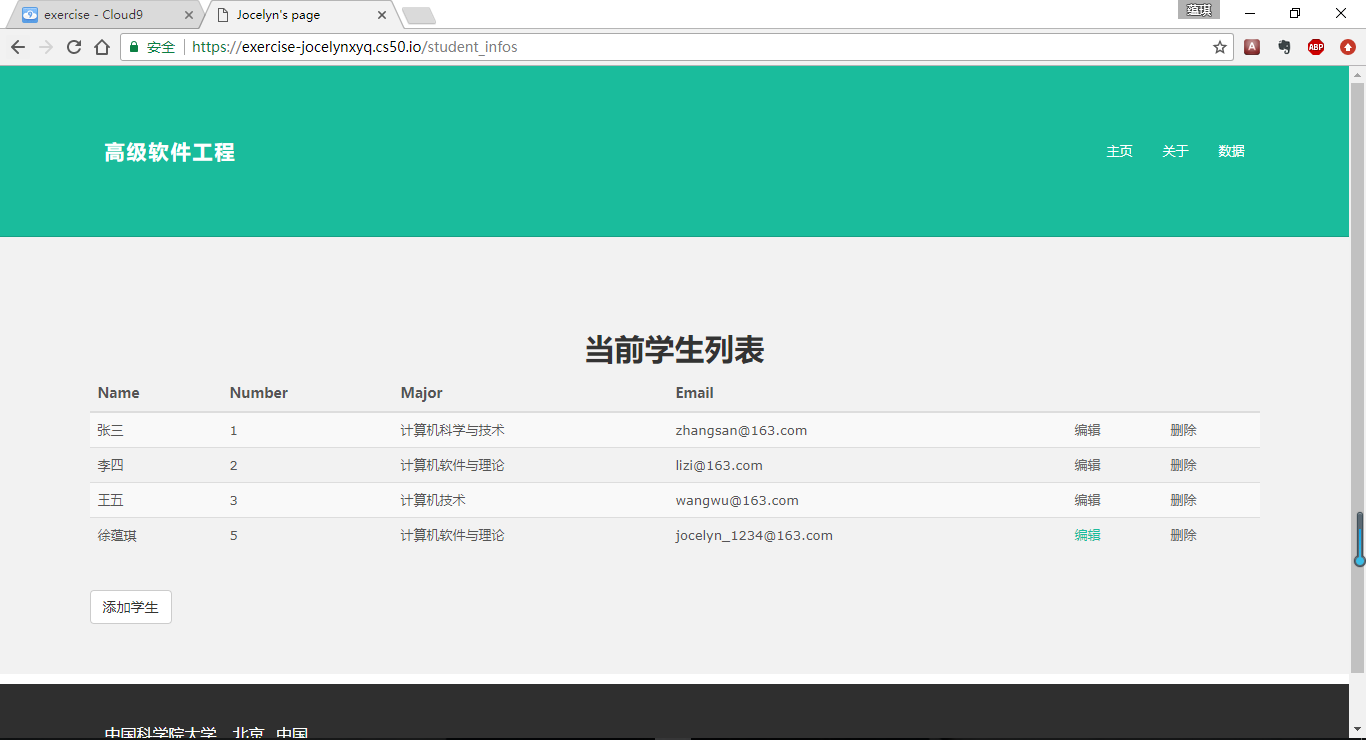 exercise - Cloud9 Jocelyn's page 蕴琪
安全 https://exercise-jocelynxyq.cs50.io/student_infos A ABP
高级软件工程 主页 关于 数据
当前学生列表
Name Number Major Email
张三 1 计算机科学与技术 zhangsan@163.com 编辑 删除
李四 2 计算机软件与理论 lizi@163.com 编辑 删除
王五 3 计算机技术 wangwu@163.com 编辑 删除
徐蕴琪 5 计算机软件与理论 jocelyn_1234@163.com 编辑 删除
添加学生
中国科学院大学 北京 中国